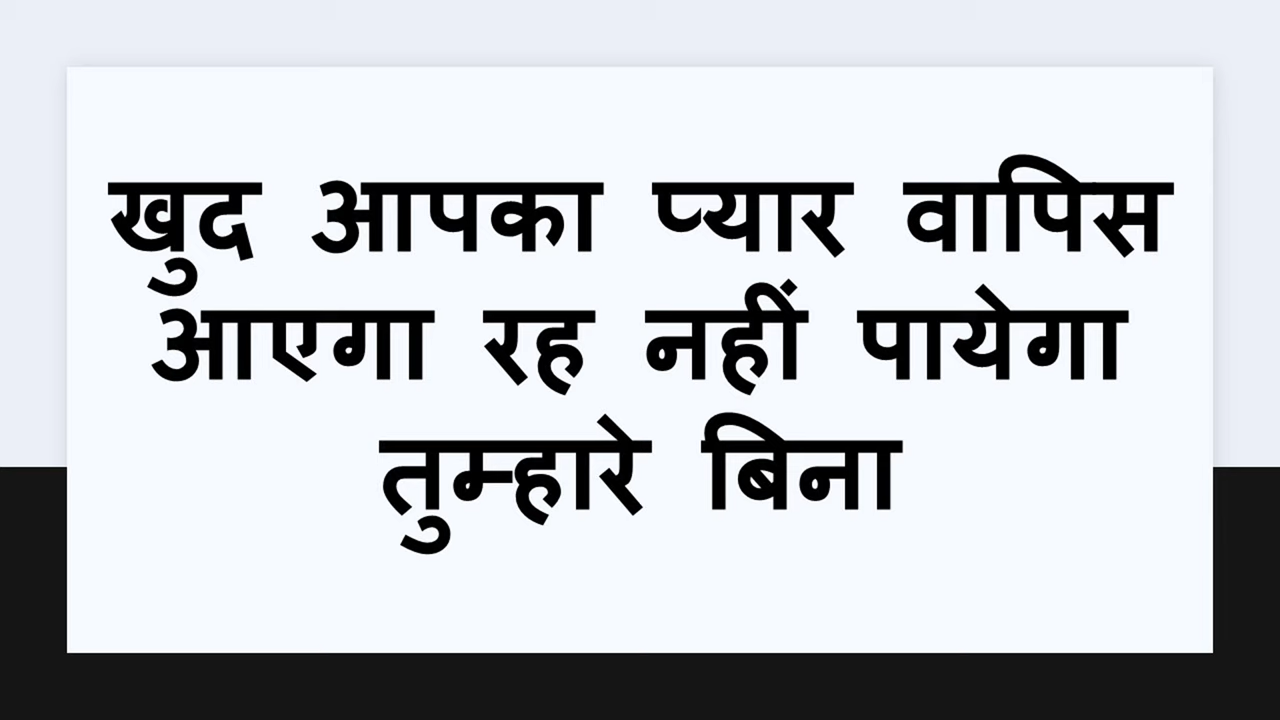 खुद आपका प्यार वापिस
आएगा रह नहीं पायेगा
तुम्हारे बिना